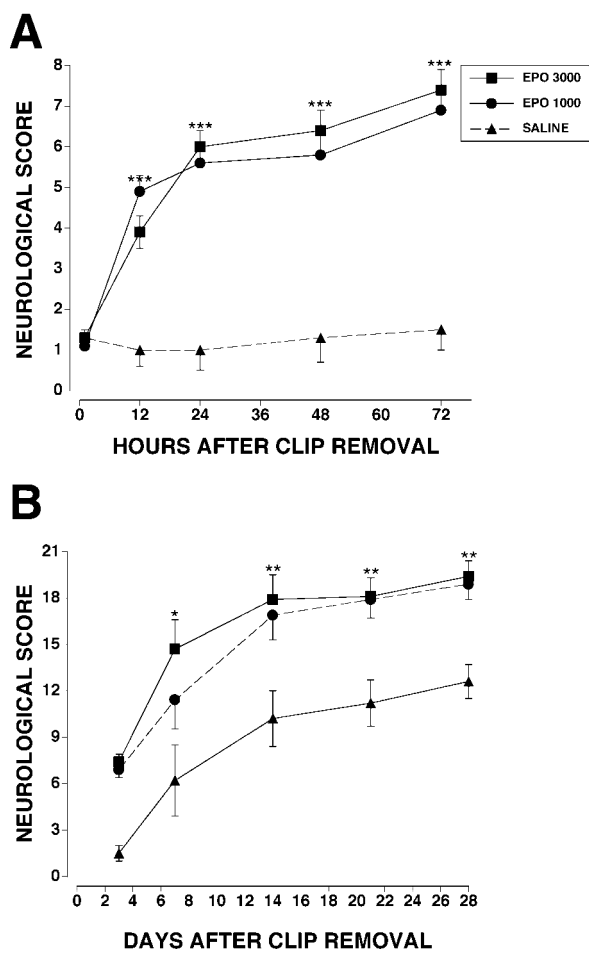 A
NEUROLOGICAL SCORE
8
7
6
5
4
3
2
1
0
***
***
***
***
EPO 3000
EPO 1000
SALINE
0 12 24 36 48 60 72
HOURS AFTER CLIP REMOVAL
B
NEUROLOGICAL SCORE
21
18
15
12
9
6
3
0
*
**
**
**
0 2 4 6 8 10 12 14 16 18 20 22 24 26 28
DAYS AFTER CLIP REMOVAL